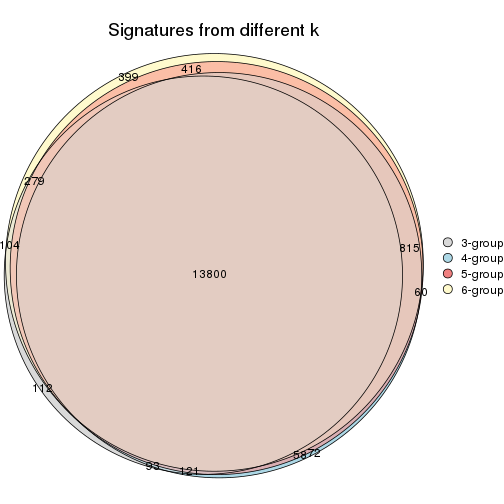 Signatures from different k
416
399
279
104
815
3-group
4-group
13800
5-group
6-group
60
112
5872
93
121